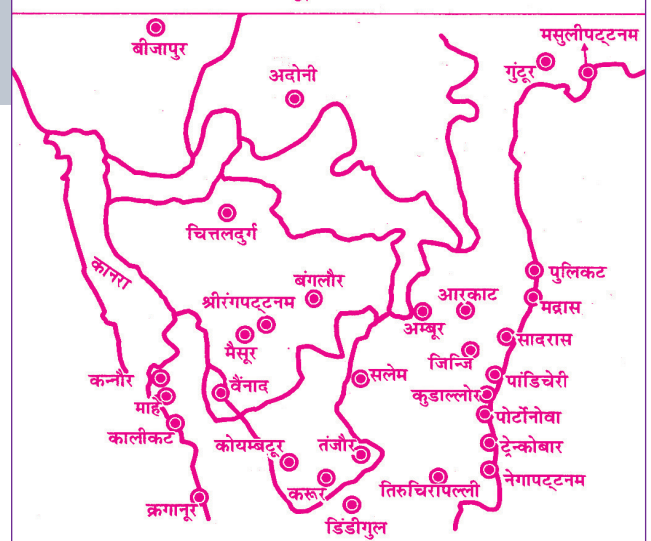 बीजापुर
मसुलीपट्टनम
गुंटूर
अदोनी
चित्तलदुर्ग
कानरा
पुलिकट
बंगलौर
आरकाट
मद्रास
श्रीरंगपट्टनम
अम्बूर
सादरास
मैसूर
जिन्जि
कन्नौर
वैंनाद
सलेम
पांडिचेरी
कुडाल्लोर
माहे
पोर्टोनोवा
कालीकट
कोयम्बटूर
तंजौर
ट्रेन्कोबार
करूर
तिरुचिरापल्ली
नेगापट्टनम
क्रगानूर
डिंडीगुल